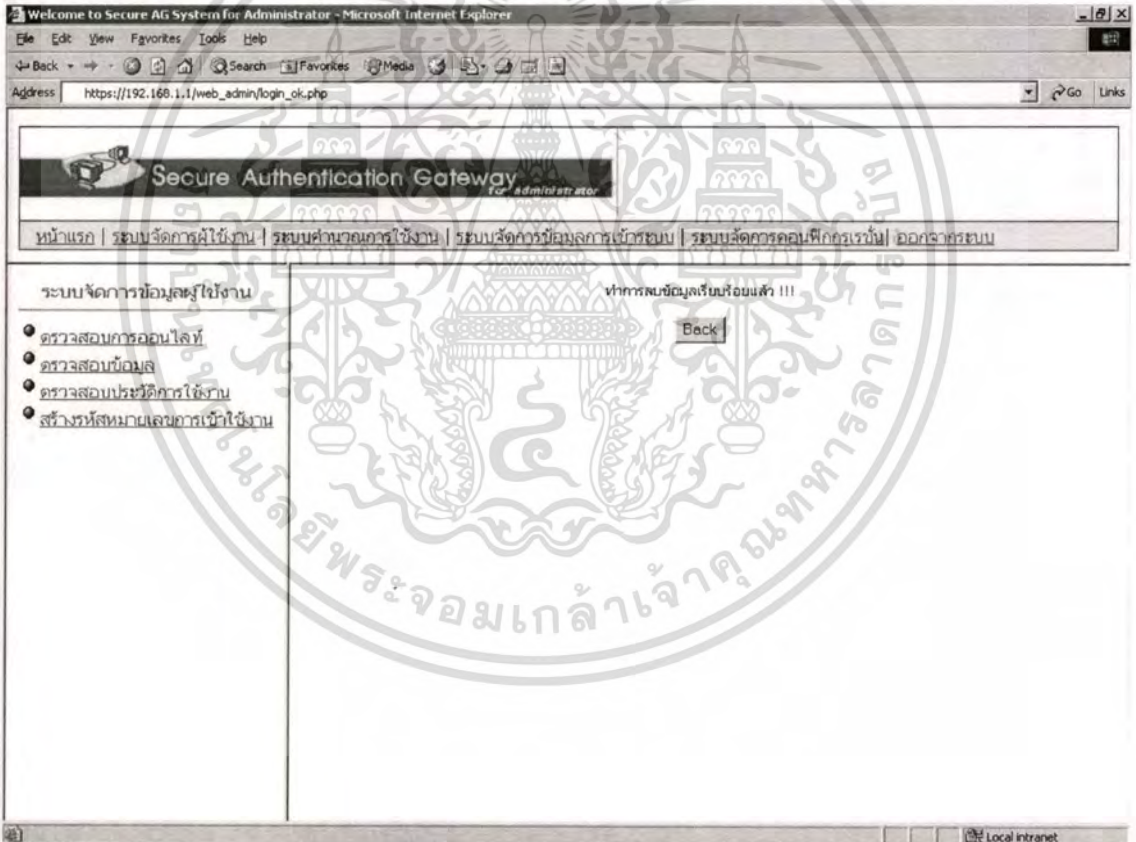 Welcome to Secure AG System for Administrator - Microsoft Internet Explorer
File Edit View Favorites Tools Help
Back Search Favorites Media
Address https://192.168.1.1/web_admin/login_ok.php Go Links
Secure Authentication Gateway
for administrator
หน้าแรก | ระบบจัดการผู้ใช้งาน | ระบบคำนวณการใช้งาน | ระบบจัดการข้อมูลการเข้าระบบ | ระบบจัดการคอนฟิกกูเรชั่น| ออกจากระบบ
ระบบจัดการข้อมูลผู้ใช้งาน
ตรวจสอบการออนไลท์
ตรวจสอบข้อมูล
ตรวจสอบประวัติการใช้งาน
สร้างรหัสหมายเลขการเข้าใช้งาน
ทำการลบข้อมูลเรียบร้อยแล้ว !!!
Back
Local intranet